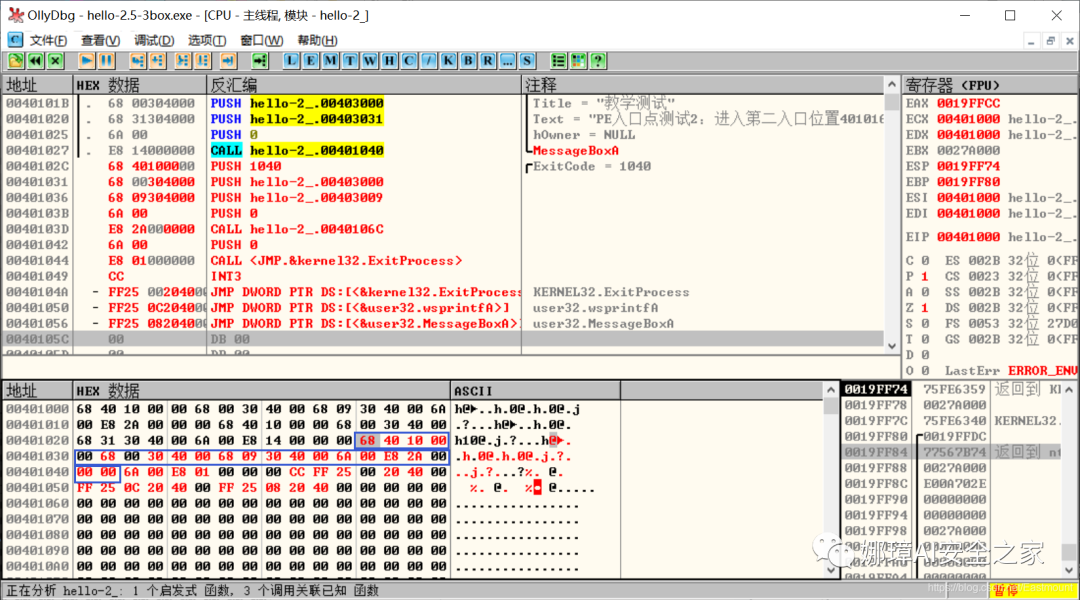 OllyDbg - hello-2.5-3box.exe - [CPU - 主线程, 模块 - hello-2_]
文件(F) 查看(V) 调试(D) 选项(T) 窗口(W) 帮助(H)
L E M T W H C / K B R ... S
地址 HEX 数据 反汇编 注释
0040101B . 68 00304000 PUSH hello-2_.00403000 Title = "教学测试"
00401020 . 68 31304000 PUSH hello-2_.00403031 Text = "PE入口点测试2: 进入第二入口位置401016
00401025 . 6A 00 PUSH 0 hOwner = NULL
00401027 . E8 14000000 CALL hello-2_.00401040 MessageBoxA
0040102C 68 40100000 PUSH 1040 ExitCode = 1040
00401031 68 00304000 PUSH hello-2_.00403000
00401036 68 09304000 PUSH hello-2_.00403009
0040103B 6A 00 PUSH 0
0040103D E8 2A000000 CALL hello-2_.0040106C
00401042 6A 00 PUSH 0
00401044 E8 01000000 CALL <JMP.&kernel32.ExitProcess>
00401049 CC INT3
0040104A - FF25 00204000 JMP DWORD PTR DS:[<&kernel32.ExitProcess KERNEL32.ExitProcess
00401050 - FF25 0C204000 JMP DWORD PTR DS:[<&user32.wsprintfA>] user32.wsprintfA
00401056 - FF25 08204000 JMP DWORD PTR DS:[<&user32.MessageBoxA>] user32.MessageBoxA
0040105C 00 DB 00
0040105D 00 DB 00
寄存器 (FPU)
EAX 0019FFCC
ECX 00401000 hello-2_.
EDX 00401000 hello-2_.
EBX 0027A000
ESP 0019FF74
EBP 0019FF80
ESI 00401000 hello-2_.
EDI 00401000 hello-2_.
EIP 00401000 hello-2_.
C 0 ES 002B 32位 0(FF
P 1 CS 0023 32位 0(FF
A 0 SS 002B 32位 0(FF
Z 1 DS 002B 32位 0(FF
S 0 FS 0053 32位 27D0
T 0 GS 002B 32位 0(FF
D 0
O 0 LastErr ERROR_ENV
地址 HEX 数据 ASCII
00401000 68 40 10 00 00 68 00 30 40 00 68 09 30 40 00 6A h@►..h.0@.h.0@.j
00401010 00 E8 2A 00 00 00 68 40 10 00 00 68 00 30 40 00 .?...h@►..h.0@.
00401020 68 31 30 40 00 6A 00 E8 14 00 00 00 68 40 10 00 h10@.j.?...h@►.
00401030 00 68 00 30 40 00 68 09 30 40 00 6A 00 E8 2A 00 .h.0@.h.0@.j.?.
00401040 00 00 6A 00 E8 01 00 00 00 CC FF 25 00 20 40 00 ..j.?...?%. @.
00401050 FF 25 0C 20 40 00 FF 25 08 20 40 00 00 00 00 00 %. @. % @.....
00401060 00 00 00 00 00 00 00 00 00 00 00 00 00 00 00 00 ................
00401070 00 00 00 00 00 00 00 00 00 00 00 00 00 00 00 00 ................
00401080 00 00 00 00 00 00 00 00 00 00 00 00 00 00 00 00 ................
00401090 00 00 00 00 00 00 00 00 00 00 00 00 00 00 00 00 ................
004010A0 00 00 00 00 00 00 00 00 00 00 00 00 00 00 00 00 ................
0019FF74 75FE6359 返回到 KE
0019FF78 0027A000
0019FF7C 75FE6340 KERNEL32.
0019FF80 0019FFDC
0019FF84 77567B74 返回到 nt
0019FF88 0027A000
0019FF8C E00A702E
0019FF90 00000000
0019FF94 00000000
0019FF98 0027A000
娜璋AI安全之家
正在分析 hello-2_: 1 个启发式 函数, 3 个调用关联已知 函数
暂停